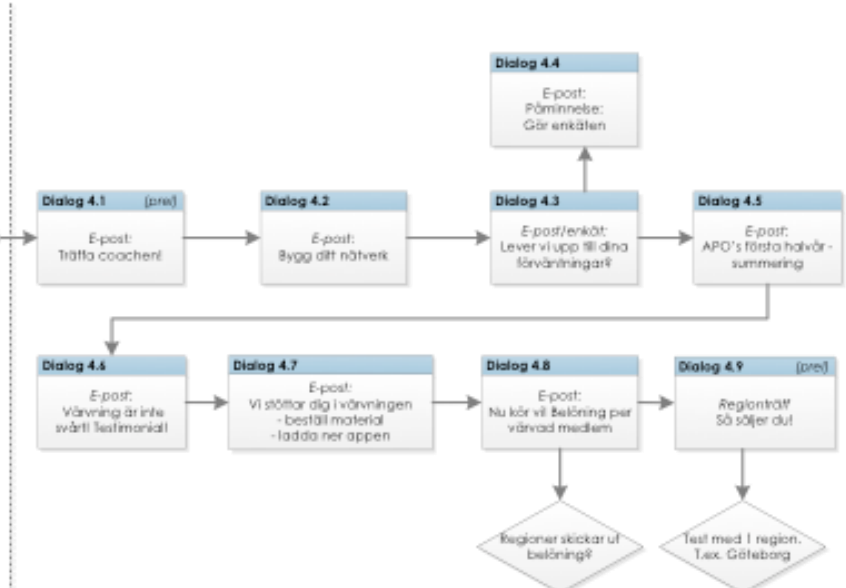 Dialog 4.4
E-post:
Påminnelse:
Gör enkäten
Dialog 4.1 (prel)
E-post:
Träffa coachen!
Dialog 4.2
E-post:
Bygg ditt nätverk
Dialog 4.3
E-post/enkät:
Lever vi upp till dina
förväntningar?
Dialog 4.5
E-post:
APO's första halvår -
summering
Dialog 4.6
E-post:
Värvning är inte
svårt! Testimonial!
Dialog 4.7
E-post:
Vi stöttar dig i värvningen
- beställ material
- ladda ner appen
Dialog 4.8
E-post:
Nu kör vi! Belöning per
värvad medlem
Dialog 4.9 (prel)
Regionträff
Så säljer du!
Regioner skickar ut
belöning?
Test med 1 region.
T.ex. Göteborg